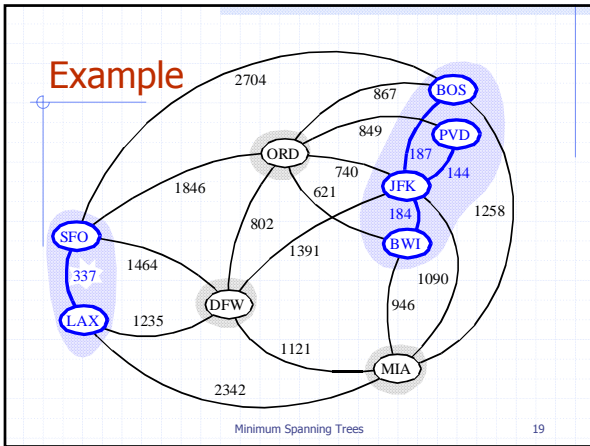 Example
2704
BOS
867
849
PVD
ORD
187
740
144
1846
JFK
621
184
1258
SFO
802
1391
BWI
1464
337
1090
DFW
946
LAX
1235
1121
MIA
2342
Minimum Spanning Trees 19